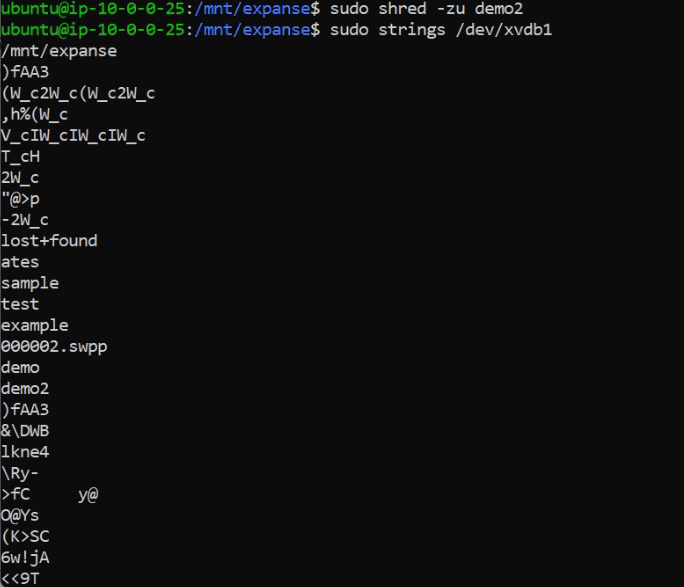 ubuntu@ip-10-0-0-25:/mnt/expanse$ sudo shred -zu demo2
ubuntu@ip-10-0-0-25:/mnt/expanse$ sudo strings /dev/xvdb1
/mnt/expanse
)fAA3
(W_c2W_c(W_c2W_c
,h%(W_c
V_cIW_cIW_cIW_c
T_cH
2W_c
"@>p
-2W_c
lost+found
ates
sample
test
example
000002.swpp
demo
demo2
)fAA3
&\DWB
lkne4
\Ry-
>fC     y@
O@Ys
(K>SC
6w!jA
<<9T